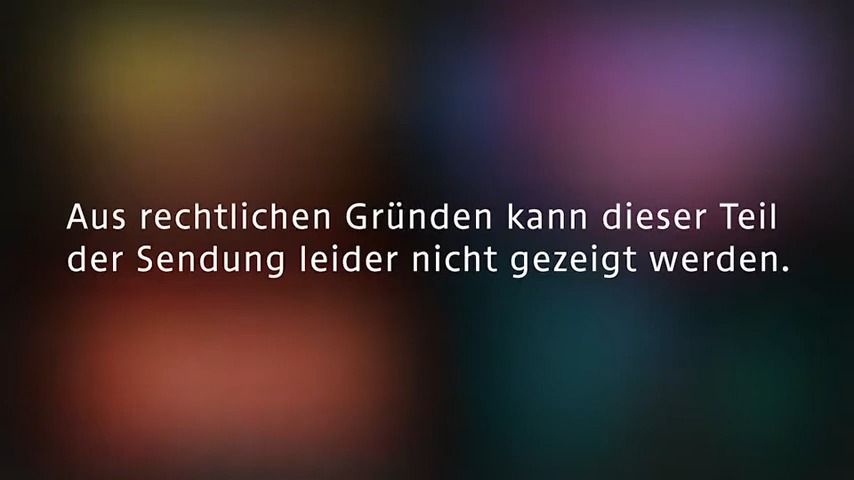 Aus rechtlichen Gründen kann dieser Teil
der Sendung leider nicht gezeigt werden.